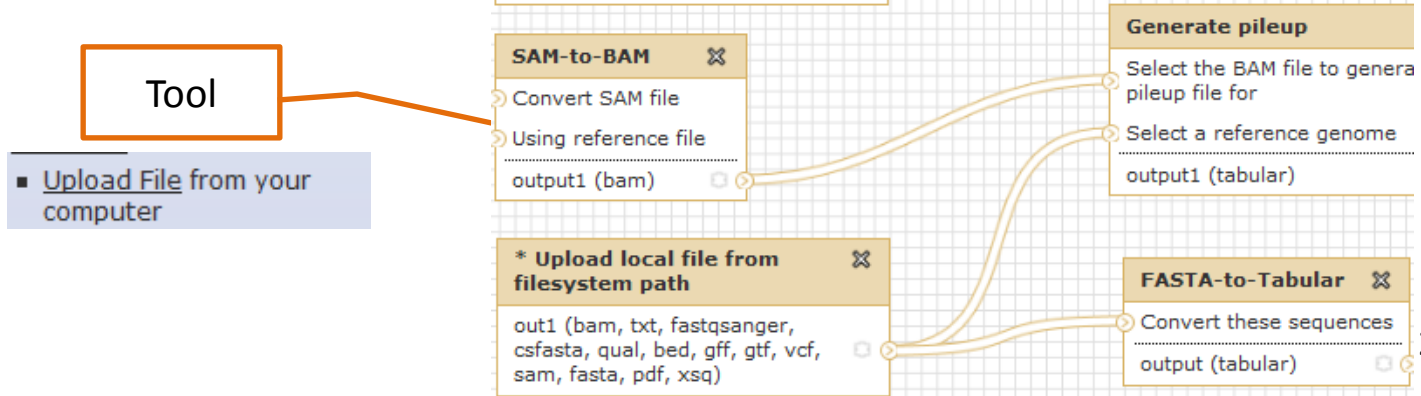 Tool
Upload File from your
computer
SAM-to-BAM
Convert SAM file
Using reference file
output1 (bam)
* Upload local file from
filesystem path
out1 (bam, txt, fastqsanger,
csfasta, qual, bed, gff, gtf, vcf,
sam, fasta, pdf, xsq)
Generate pileup
Select the BAM file to genera
pileup file for
Select a reference genome
output1 (tabular)
FASTA-to-Tabular
Convert these sequences
output (tabular)